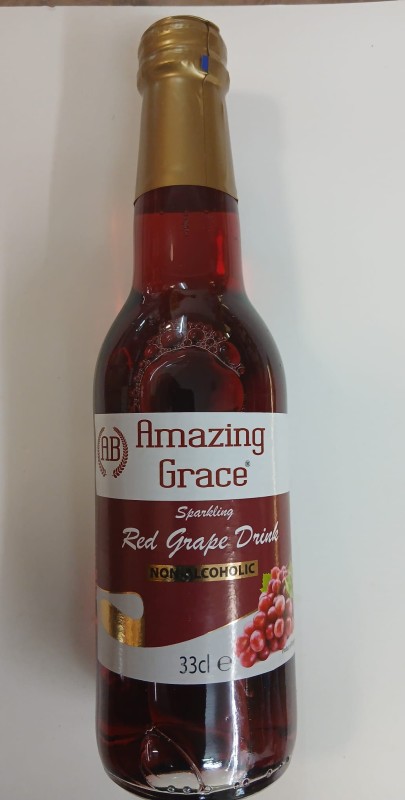 AB
Amazing
Grace®
Sparkling
Red Grape Drink
NON ALCOHOLIC
33cl ℮